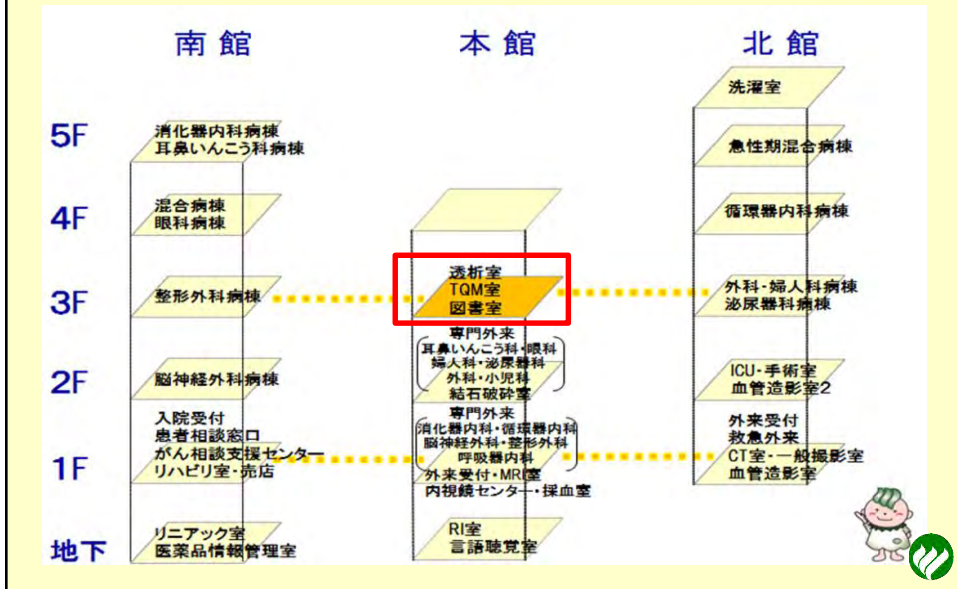 南館
本館
北館
洗濯室
5F
消化器内科病棟
耳鼻いんこう科病棟
急性期混合病棟
4F
混合病棟
眼科病棟
循環器内科病棟
3F
整形外科病棟
透析室
TQM室
図書室
外科・婦人科病棟
泌尿器科病棟
2F
脳神経外科病棟
専門外来
耳鼻いんこう科・眼科
婦人科・泌尿器科
外科・小児科
結石破砕室
ICU・手術室
血管造影室2
1F
入院受付
患者相談窓口
がん相談支援センター
リハビリ室・売店
専門外来
消化器内科・循環器内科
脳神経外科・整形外科
呼吸器内科
外来受付・MRI室
内視鏡センター・採血室
外来受付
救急外来
CT室・一般撮影室
血管造影室
地下
リニアック室
医薬品情報管理室
RI室
言語聴覚室